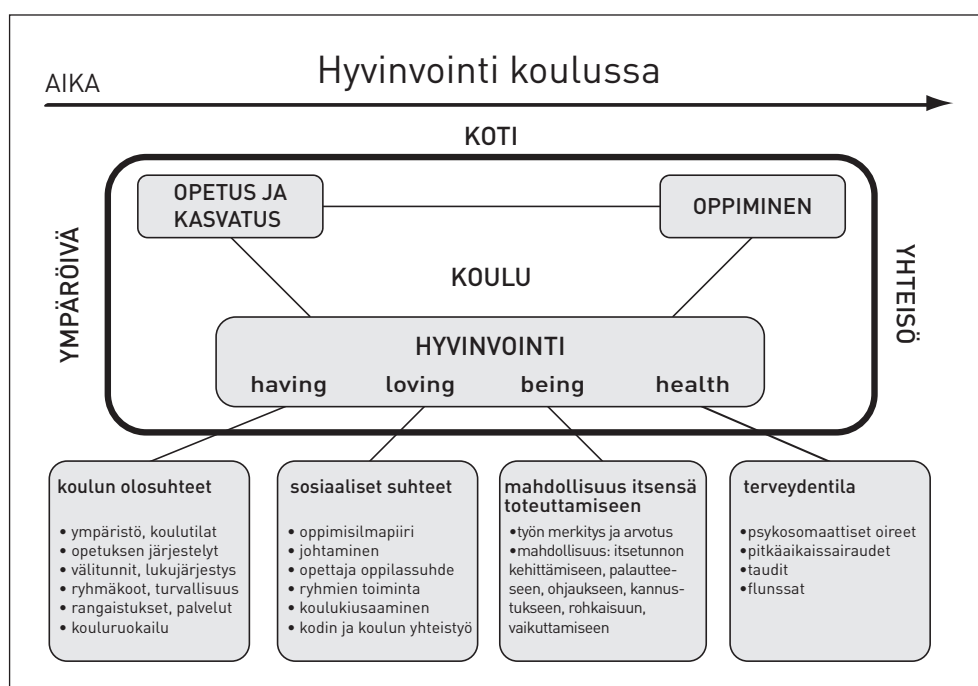 Hyvinvointi koulussa
AIKA
KOTI
OPETUS JA
KASVATUS
OPPIMINEN
YMPÄRÖIVÄ
YHTEISÖ
KOULU
HYVINVOINTI
having loving being health
koulun olosuhteet
• ympäristö, koulutilat
• opetuksen järjestelyt
• välitunnit, lukujärjestys
• ryhmäkoot, turvallisuus
• rangaistukset, palvelut
• kouluruokailu
sosiaaliset suhteet
• oppimisilmapiiri
• johtaminen
• opettaja oppilassuhde
• ryhmien toiminta
• koulukiusaaminen
• kodin ja koulun yhteistyö
mahdollisuus itsensä
toteuttamiseen
•työn merkitys ja arvotus
•mahdollisuus: itsetunnon
kehittämiseen, palauttee-
seen, ohjaukseen, kannus-
tukseen, rohkaisuun,
vaikuttamiseen
terveydentila
•psykosomaattiset oireet
•pitkäaikaissairaudet
•taudit
•flunssat